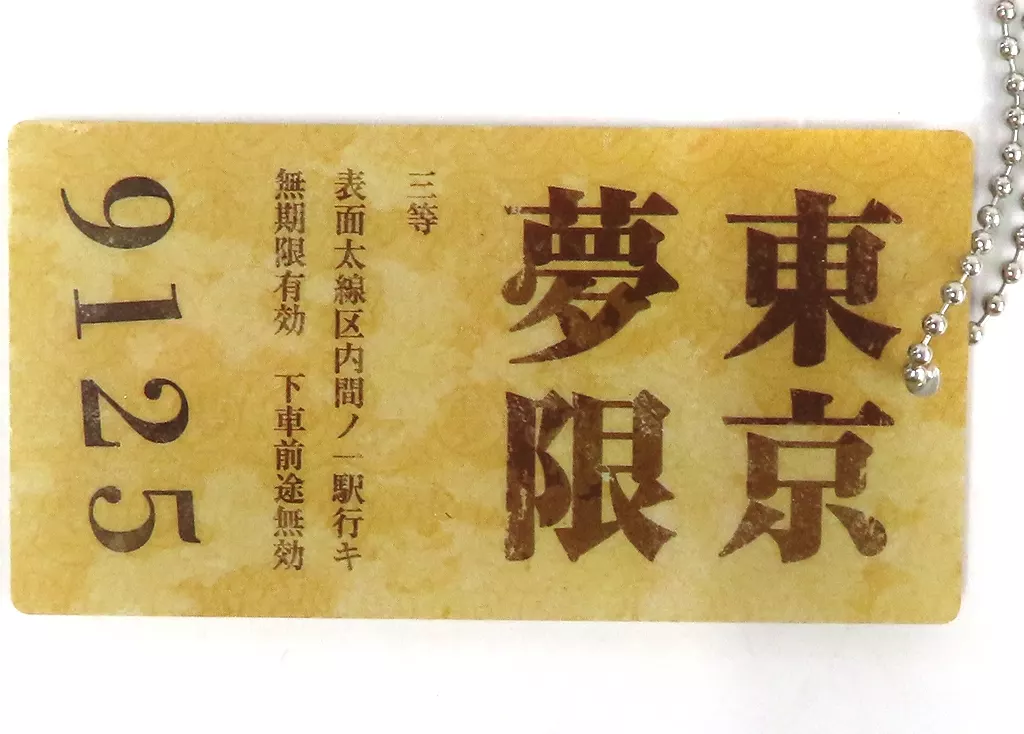 東京
夢限
三等
表面太線区内間ノ一駅行キ
無期限有効　下車前途無効
9125